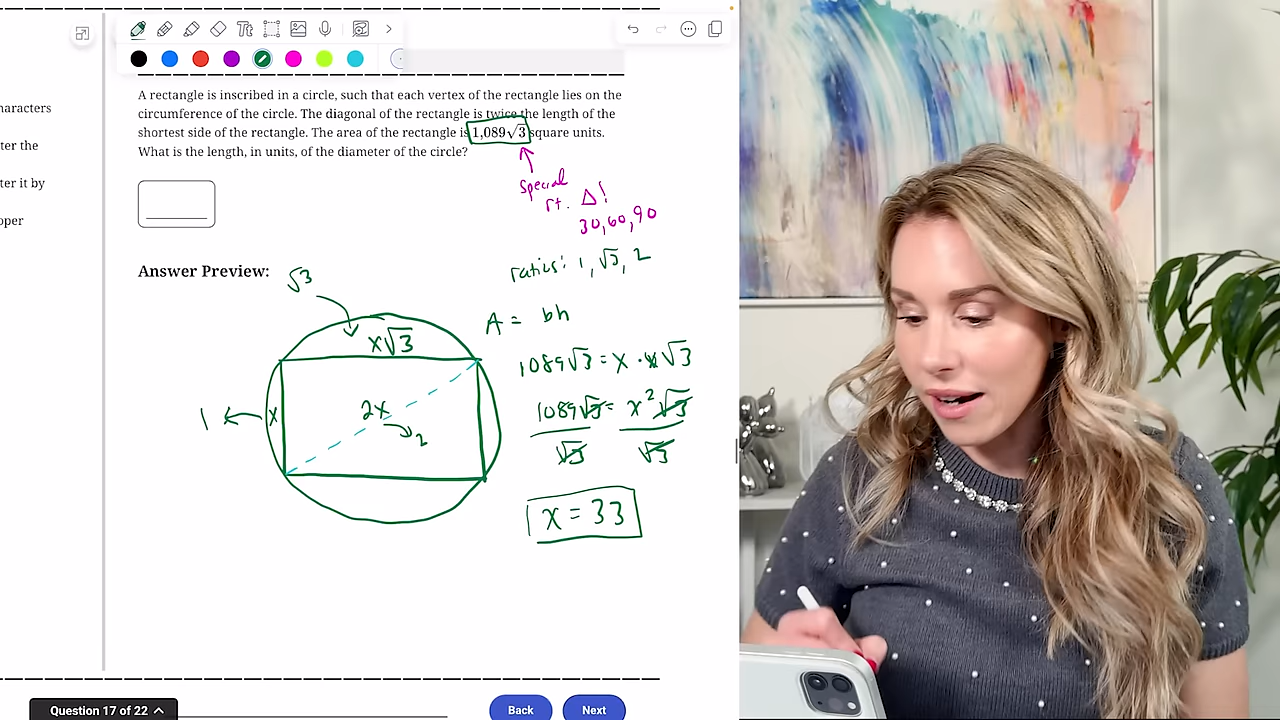 naracters
ter the
ter it by
oper
Tt
A rectangle is inscribed in a circle, such that each vertex of the rectangle lies on the
circumference of the circle. The diagonal of the rectangle is twice the length of the
shortest side of the rectangle. The area of the rectangle is 1,089√3 square units.
What is the length, in units, of the diameter of the circle?
special
rt. Δ!
30,60,90
Answer Preview:
ratios: 1, √3, 2
√3
A = bh
x√3
1089√3 = x · x√3
1089√3 = x²√3
√3 √3
1
x
2x
2
x = 33
Question 17 of 22
Back
Next